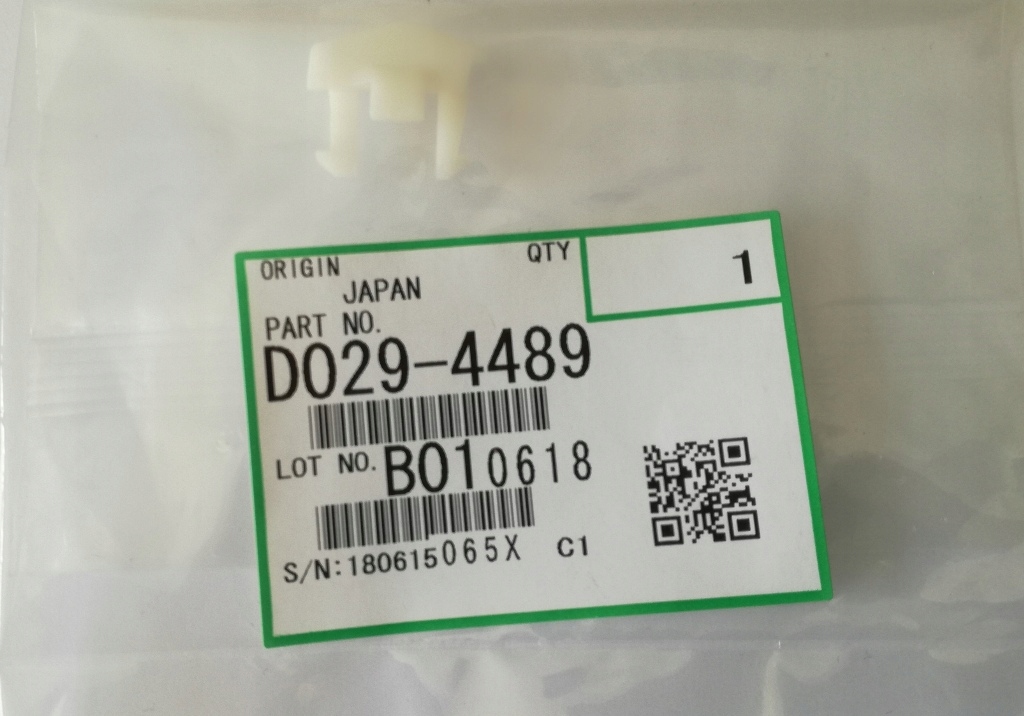 ORIGIN
JAPAN
QTY
1
PART NO.
D029-4489
LOT NO. B010618
S/N:180615065X C1